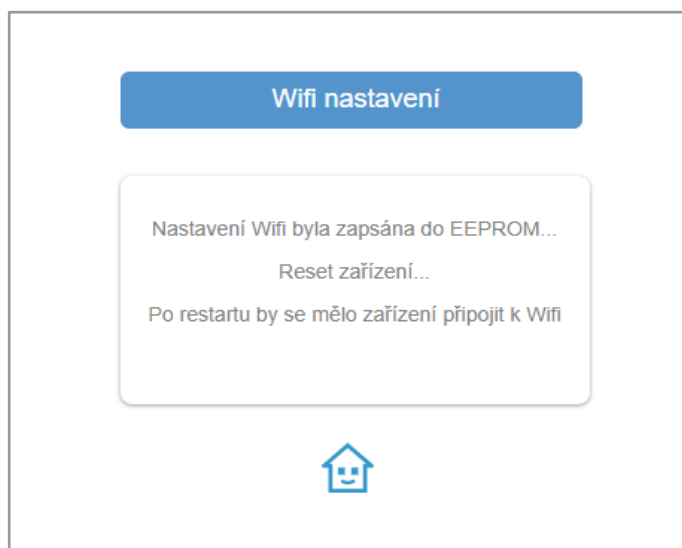 Wifi nastavení
Nastavení Wifi byla zapsána do EEPROM...
Reset zařízení...
Po restartu by se mělo zařízení připojit k Wifi